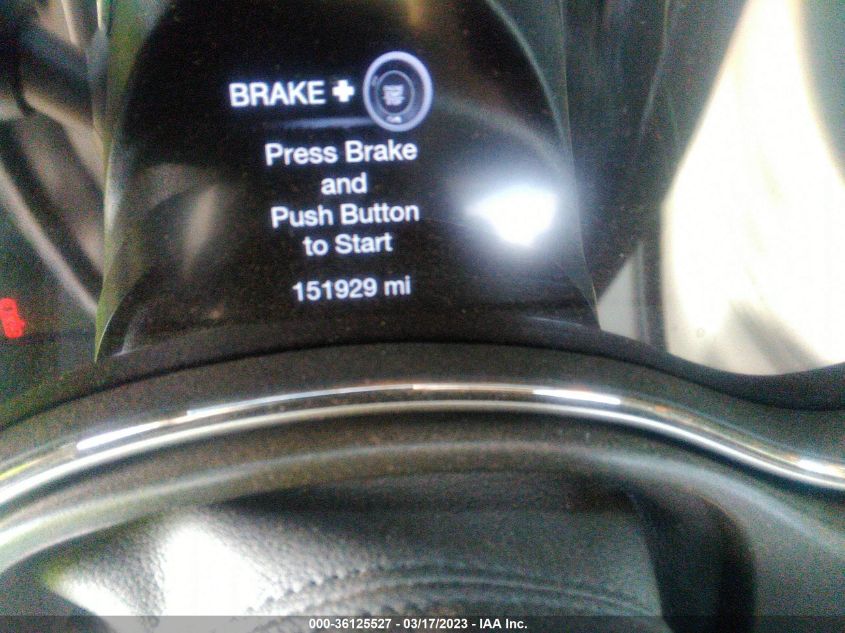 BRAKE +
Press Brake
and
Push Button
to Start
151929 mi
000-36125527 - 03/17/2023 - IAA Inc.